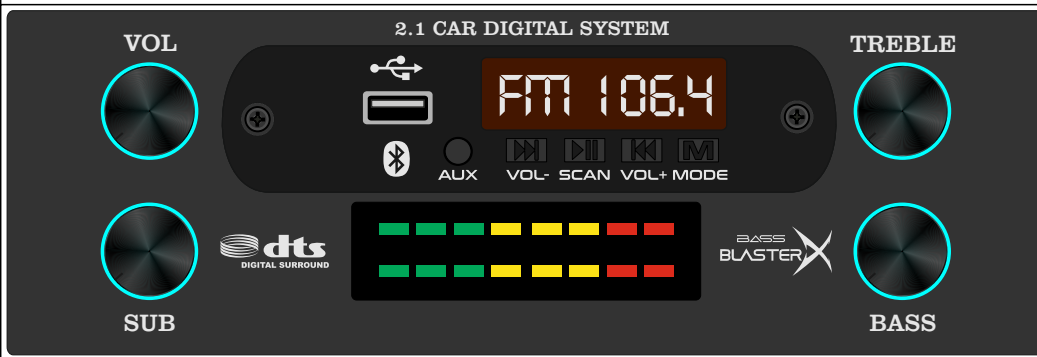 2.1 CAR DIGITAL SYSTEM
VOL
TREBLE
FM 106.4
AUX
VOL- SCAN VOL+ MODE
M
dts
DIGITAL SURROUND
BASS
BLASTERX
SUB
BASS